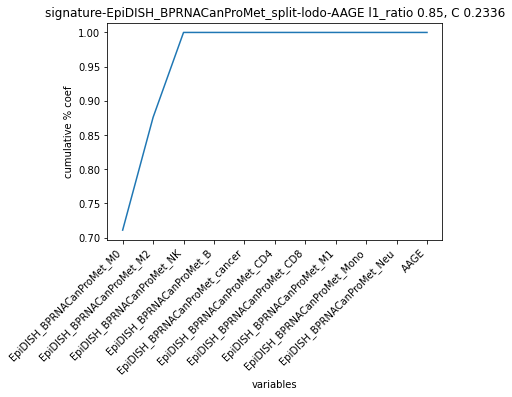 signature-EpiDISH_BPRNACanProMet_split-lodo-AAGE l1_ratio 0.85, C 0.2336
1.00
0.95
0.90
0.85
0.80
0.75
0.70
cumulative % coef
EpiDISH_BPRNACanProMet_M0
EpiDISH_BPRNACanProMet_M2
EpiDISH_BPRNACanProMet_NK
EpiDISH_BPRNACanProMet_B
EpiDISH_BPRNACanProMet_cancer
EpiDISH_BPRNACanProMet_CD4
EpiDISH_BPRNACanProMet_CD8
EpiDISH_BPRNACanProMet_M1
EpiDISH_BPRNACanProMet_Mono
EpiDISH_BPRNACanProMet_Neu
AAGE
variables